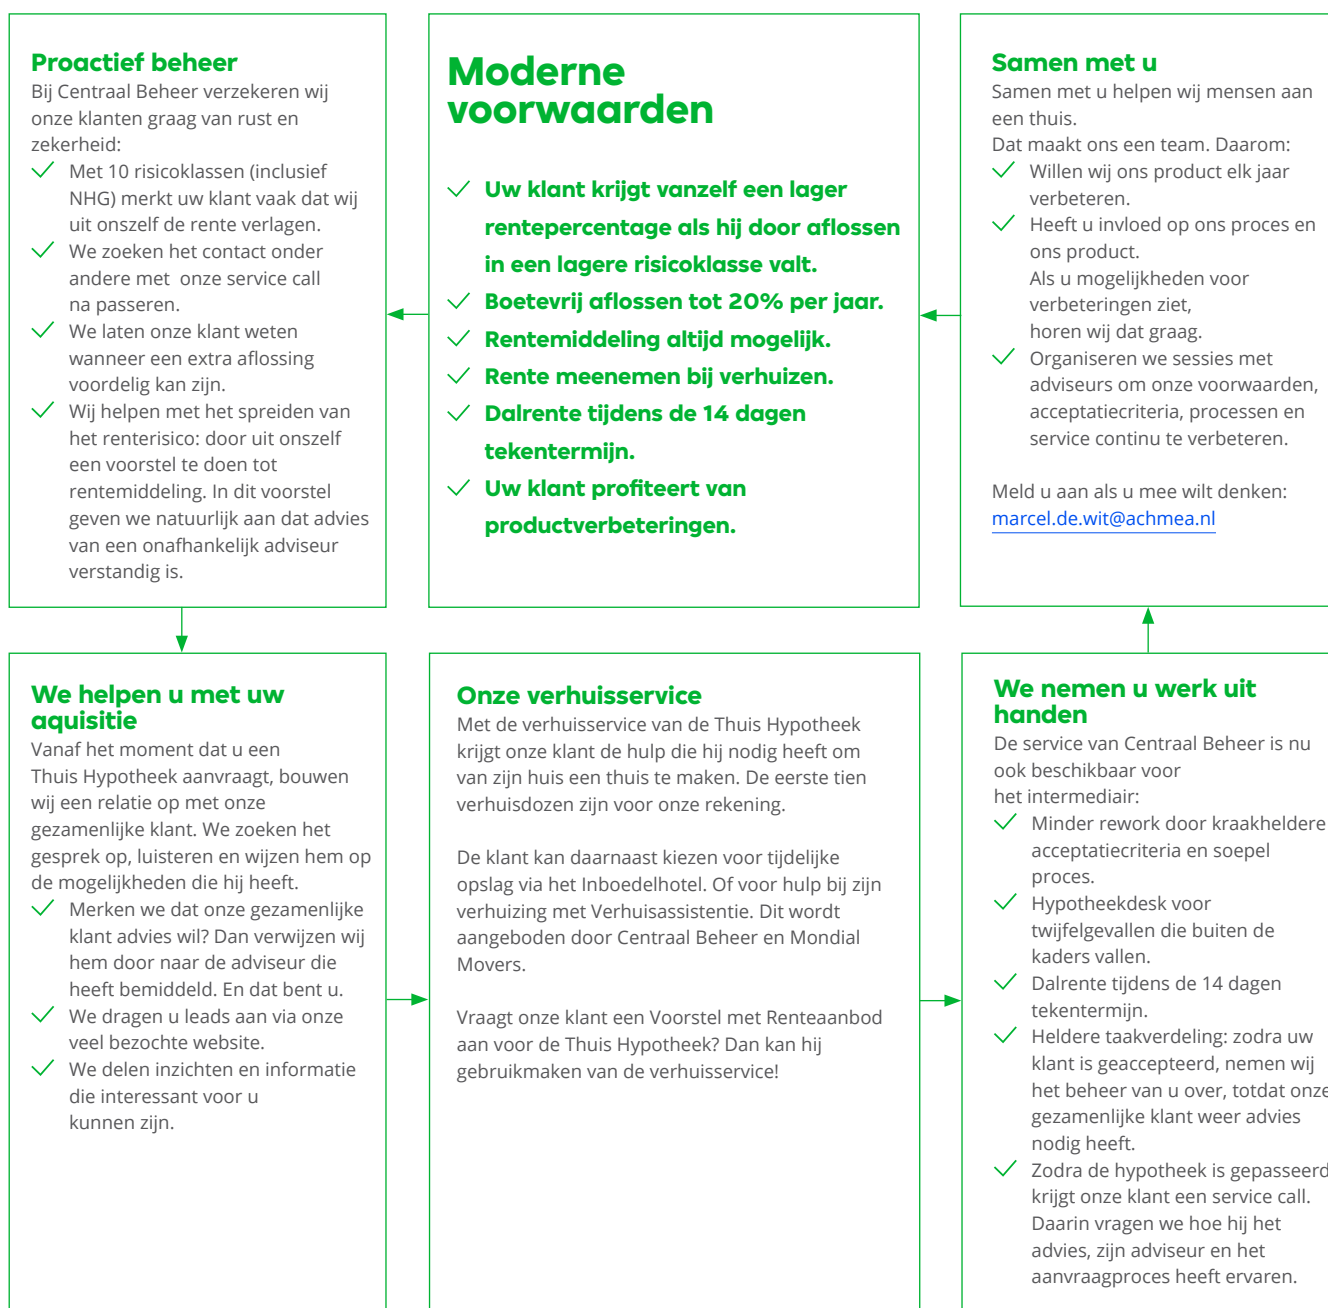 Proactief beheer
Bij Centraal Beheer verzekeren wij
onze klanten graag van rust en
zekerheid:
Met 10 risicoklassen (inclusief
NHG) merkt uw klant vaak dat wij
uit onszelf de rente verlagen.
We zoeken het contact onder
andere met onze service call
na passeren.
We laten onze klant weten
wanneer een extra aflossing
voordelig kan zijn.
Wij helpen met het spreiden van
het renterisico: door uit onszelf
een voorstel te doen tot
rentemiddeling. In dit voorstel
geven we natuurlijk aan dat advies
van een onafhankelijk adviseur
verstandig is.
Moderne
voorwaarden
Uw klant krijgt vanzelf een lager
rentepercentage als hij door aflossen
in een lagere risicoklasse valt.
Boetevrij aflossen tot 20% per jaar.
Rentemiddeling altijd mogelijk.
Rente meenemen bij verhuizen.
Dalrente tijdens de 14 dagen
tekentermijn.
Uw klant profiteert van
productverbeteringen.
Samen met u
Samen met u helpen wij mensen aan
een thuis.
Dat maakt ons een team. Daarom:
Willen wij ons product elk jaar
verbeteren.
Heeft u invloed op ons proces en
ons product.
Als u mogelijkheden voor
verbeteringen ziet,
horen wij dat graag.
Organiseren we sessies met
adviseurs om onze voorwaarden,
acceptatiecriteria, processen en
service continu te verbeteren.
Meld u aan als u mee wilt denken:
marcel.de.wit@achmea.nl
We helpen u met uw
aquisitie
Vanaf het moment dat u een
Thuis Hypotheek aanvraagt, bouwen
wij een relatie op met onze
gezamenlijke klant. We zoeken het
gesprek op, luisteren en wijzen hem op
de mogelijkheden die hij heeft.
Merken we dat onze gezamenlijke
klant advies wil? Dan verwijzen wij
hem door naar de adviseur die
heeft bemiddeld. En dat bent u.
We dragen u leads aan via onze
veel bezochte website.
We delen inzichten en informatie
die interessant voor u
kunnen zijn.
Onze verhuisservice
Met de verhuisservice van de Thuis Hypotheek
krijgt onze klant de hulp die hij nodig heeft om
van zijn huis een thuis te maken. De eerste tien
verhuisdozen zijn voor onze rekening.
De klant kan daarnaast kiezen voor tijdelijke
opslag via het Inboedelhotel. Of voor hulp bij zijn
verhuizing met Verhuisassistentie. Dit wordt
aangeboden door Centraal Beheer en Mondial
Movers.
Vraagt onze klant een Voorstel met Renteaanbod
aan voor de Thuis Hypotheek? Dan kan hij
gebruikmaken van de verhuisservice!
We nemen u werk uit
handen
De service van Centraal Beheer is nu
ook beschikbaar voor
het intermediair:
Minder rework door kraakheldere
acceptatiecriteria en soepel
proces.
Hypotheekdesk voor
twijfelgevallen die buiten de
kaders vallen.
Dalrente tijdens de 14 dagen
tekentermijn.
Heldere taakverdeling: zodra uw
klant is geaccepteerd, nemen wij
het beheer van u over, totdat onze
gezamenlijke klant weer advies
nodig heeft.
Zodra de hypotheek is gepasseerd
krijgt onze klant een service call.
Daarin vragen we hoe hij het
advies, zijn adviseur en het
aanvraagproces heeft ervaren.